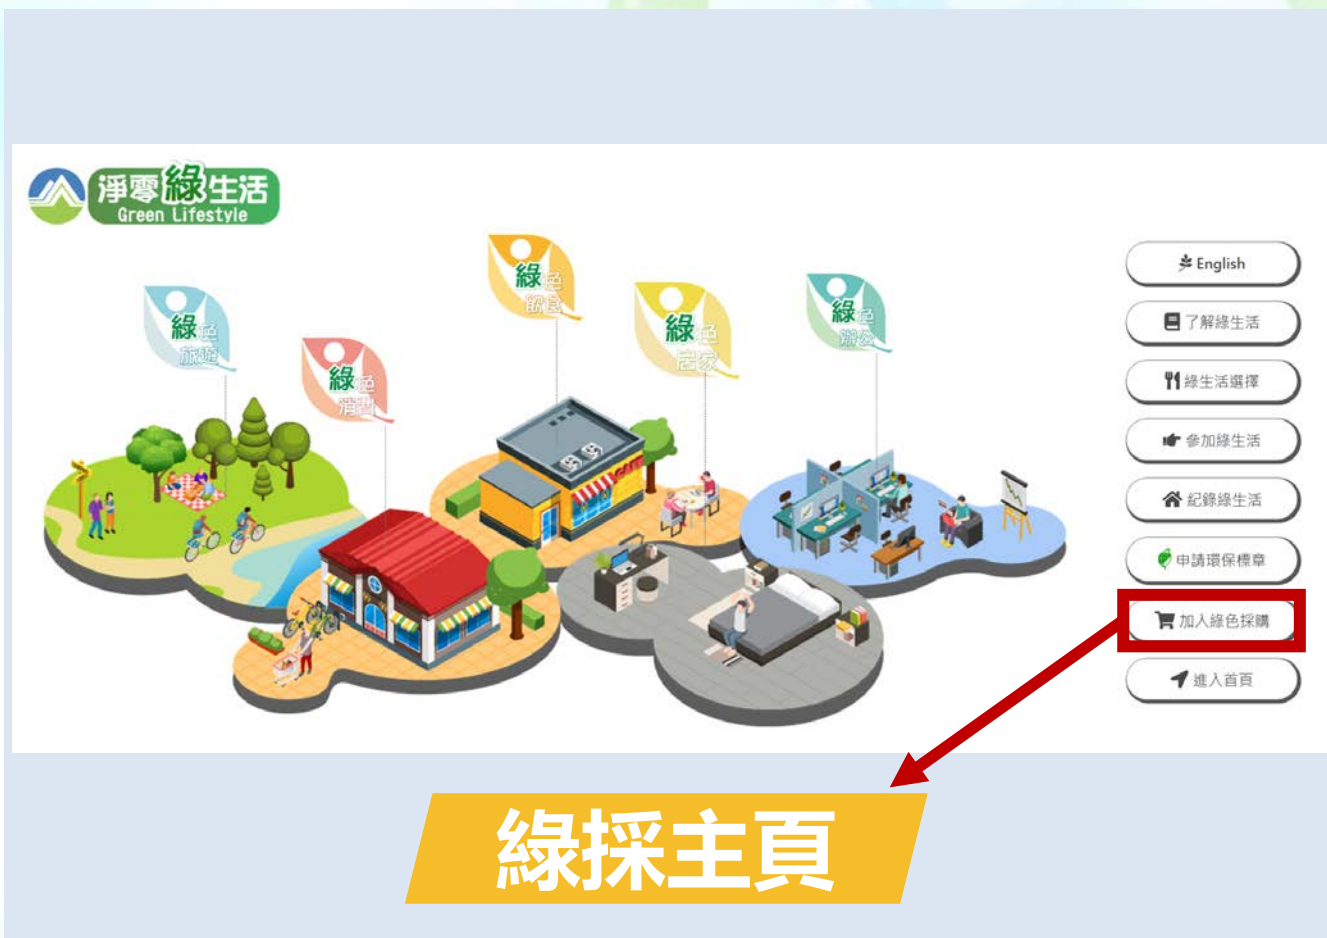 淨零綠生活
Green Lifestyle
綠色
旅遊
綠色
消費
綠色
飲食
綠色
居家
綠色
辦公
CAFE
English
了解綠生活
綠生活選擇
參加綠生活
紀錄綠生活
申請環保標章
加入綠色採購
進入首頁
綠採主頁